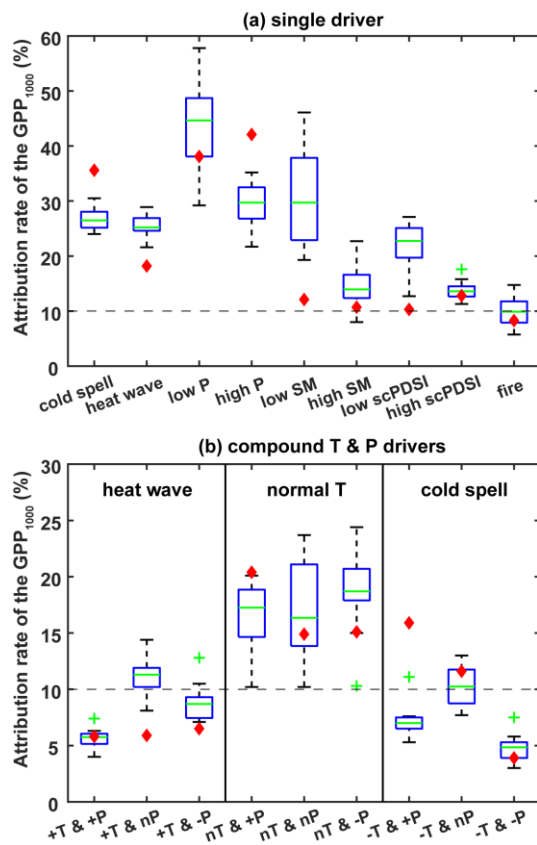 (a) single driver
Attribution rate of the GPP1000 (%)
60
50
40
30
20
10
0
cold spell
heat wave
low P
high P
low SM
high SM
low scPDSI
high scPDSI
fire
(b) compound T & P drivers
Attribution rate of the GPP1000 (%)
30
25
20
15
10
5
0
heat wave
normal T
cold spell
+T & +P
+T & nP
+T & -P
nT & +P
nT & nP
nT & -P
-T & +P
-T & nP
-T & -P